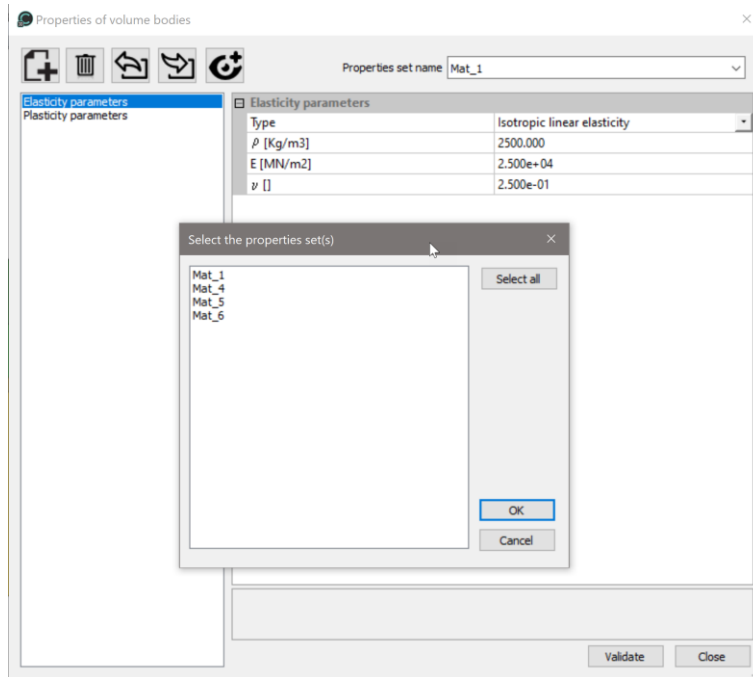 Properties of volume bodies
Properties set name Mat_1
Elasticity parameters
Plasticity parameters
Elasticity parameters
Type Isotropic linear elasticity
ρ [Kg/m3] 2500.000
E [MN/m2] 2.500e+04
ν [] 2.500e-01
Select the properties set(s)
Mat_1
Mat_4
Mat_5
Mat_6
Select all
OK
Cancel
Validate Close